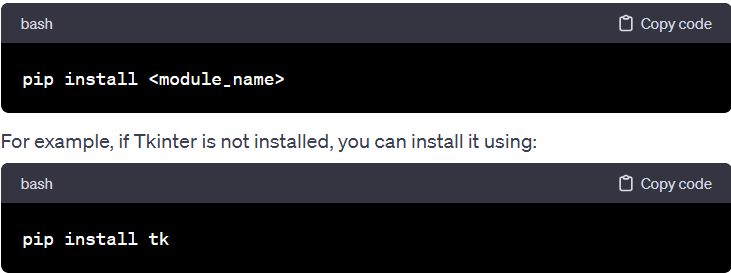 bash Copy code
pip install <module_name>
For example, if Tkinter is not installed, you can install it using:
bash Copy code
pip install tk